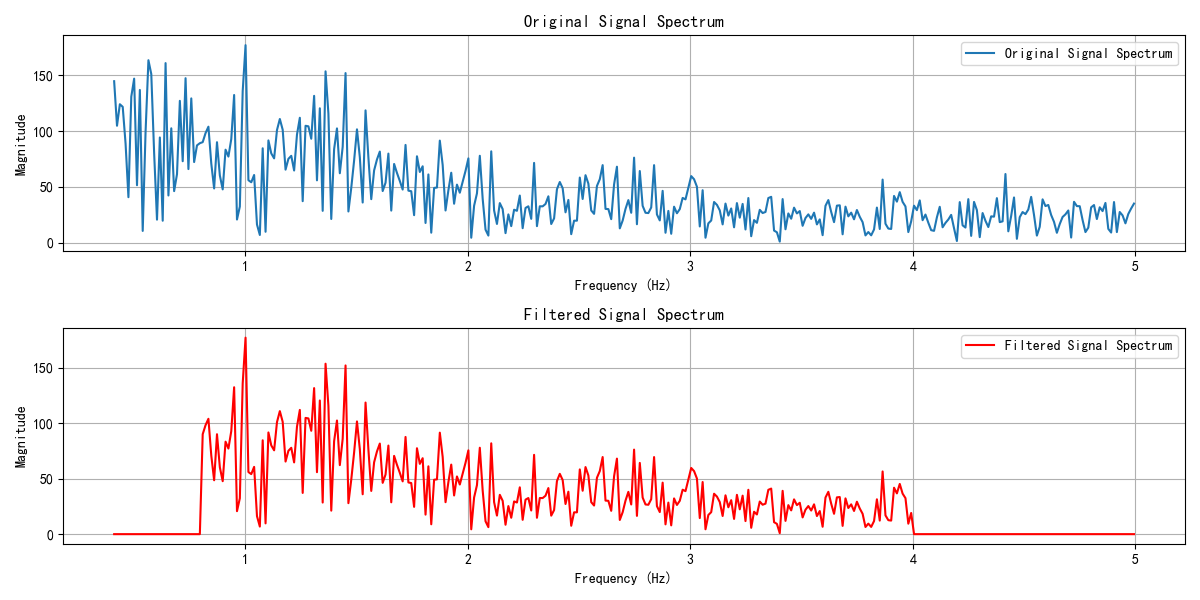 Original Signal Spectrum
Original Signal Spectrum
150
100
50
0
Magnitude
1 2 3 4 5
Frequency (Hz)
Filtered Signal Spectrum
Filtered Signal Spectrum
150
100
50
0
Magnitude
1 2 3 4 5
Frequency (Hz)